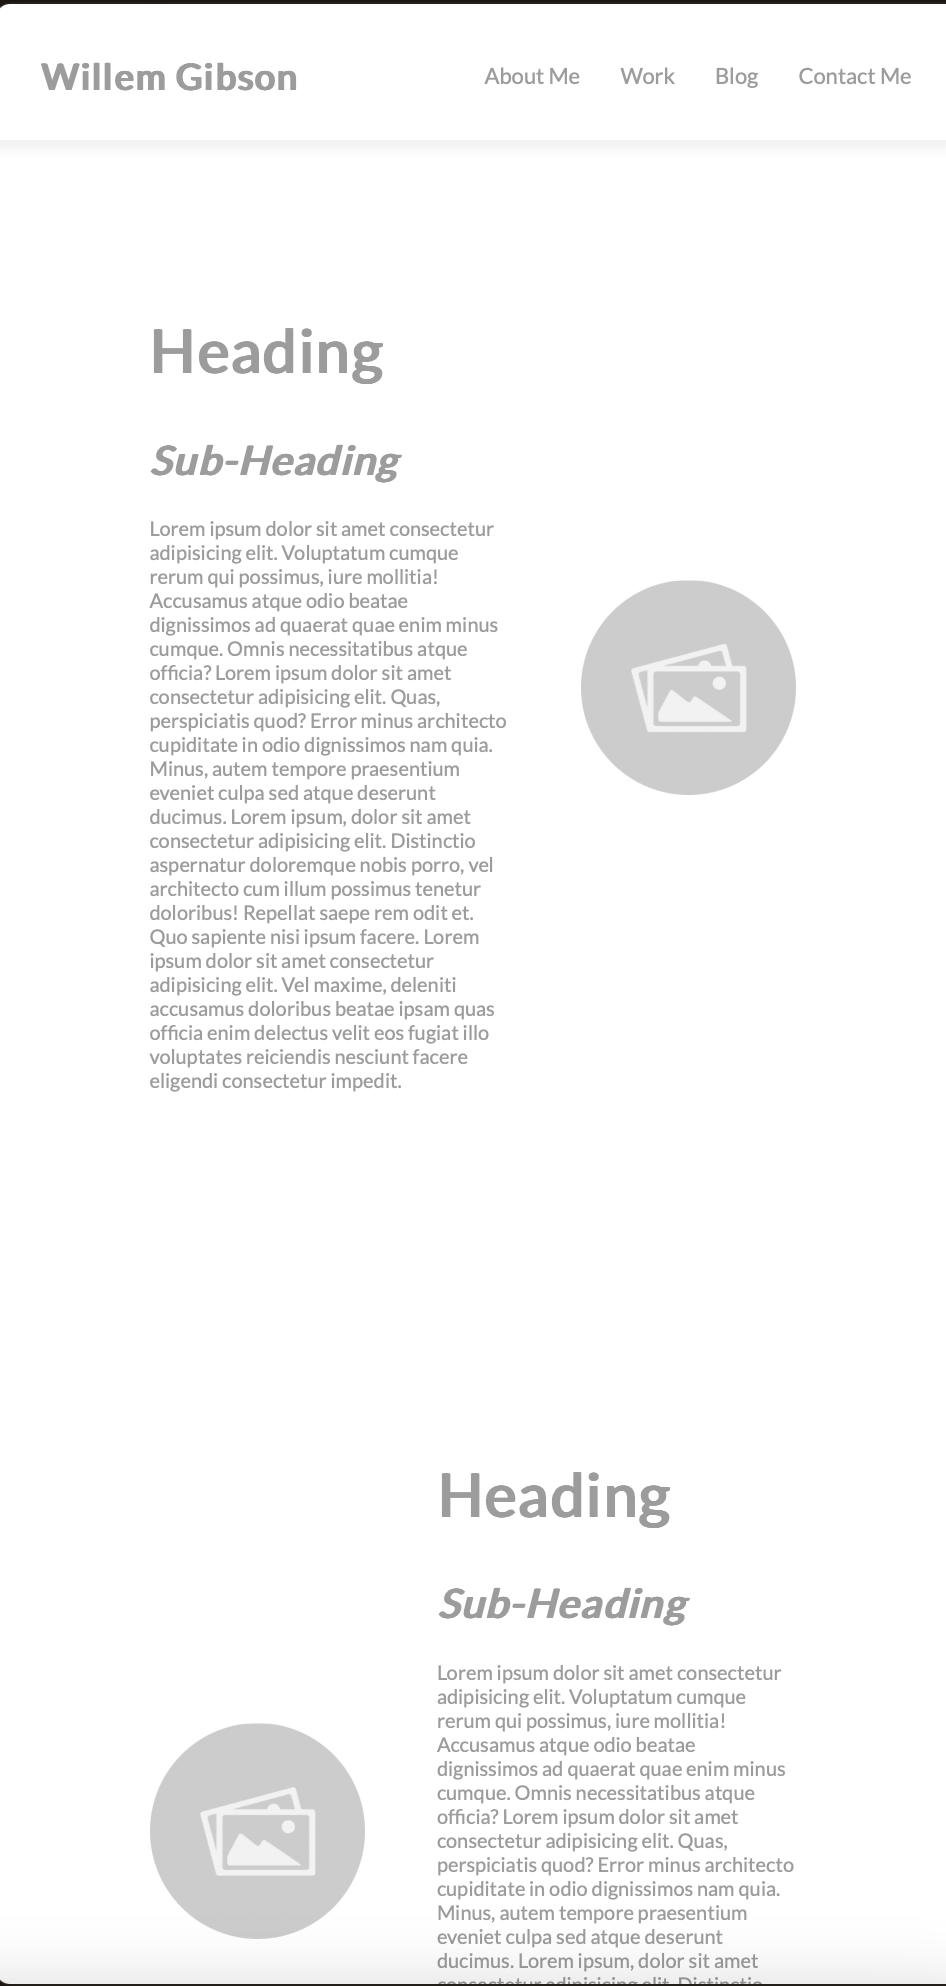 Willem Gibson
About Me
Work
Blog
Contact Me
Heading
Sub-Heading
Lorem ipsum dolor sit amet consectetur
adipisicing elit. Voluptatum cumque
rerum qui possimus, iure mollitia!
Accusamus atque odio beatae
dignissimos ad quaerat quae enim minus
cumque. Omnis necessitatibus atque
officia? Lorem ipsum dolor sit amet
consectetur adipisicing elit. Quas,
perspiciatis quod? Error minus architecto
cupiditate in odio dignissimos nam quia.
Minus, autem tempore praesentium
eveniet culpa sed atque deserunt
ducimus. Lorem ipsum, dolor sit amet
consectetur adipisicing elit. Distinctio
aspernatur doloremque nobis porro, vel
architecto cum illum possimus tenetur
doloribus! Repellat saepe rem odit et.
Quo sapiente nisi ipsum facere. Lorem
ipsum dolor sit amet consectetur
adipisicing elit. Vel maxime, deleniti
accusamus doloribus beatae ipsam quas
officia enim delectus velit eos fugiat illo
voluptates reiciendis nesciunt facere
eligendi consectetur impedit.
Heading
Sub-Heading
Lorem ipsum dolor sit amet consectetur
adipisicing elit. Voluptatum cumque
rerum qui possimus, iure mollitia!
Accusamus atque odio beatae
dignissimos ad quaerat quae enim minus
cumque. Omnis necessitatibus atque
officia? Lorem ipsum dolor sit amet
consectetur adipisicing elit. Quas,
perspiciatis quod? Error minus architecto
cupiditate in odio dignissimos nam quia.
Minus, autem tempore praesentium
eveniet culpa sed atque deserunt
ducimus. Lorem ipsum, dolor sit amet
consectetur adipisicing elit. Distinctio